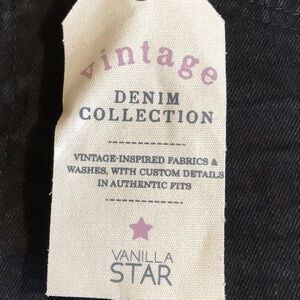 vintage
DENIM
COLLECTION
VINTAGE-INSPIRED FABRICS &
WASHES, WITH CUSTOM DETAILS
IN AUTHENTIC FITS
VANILLA
STAR